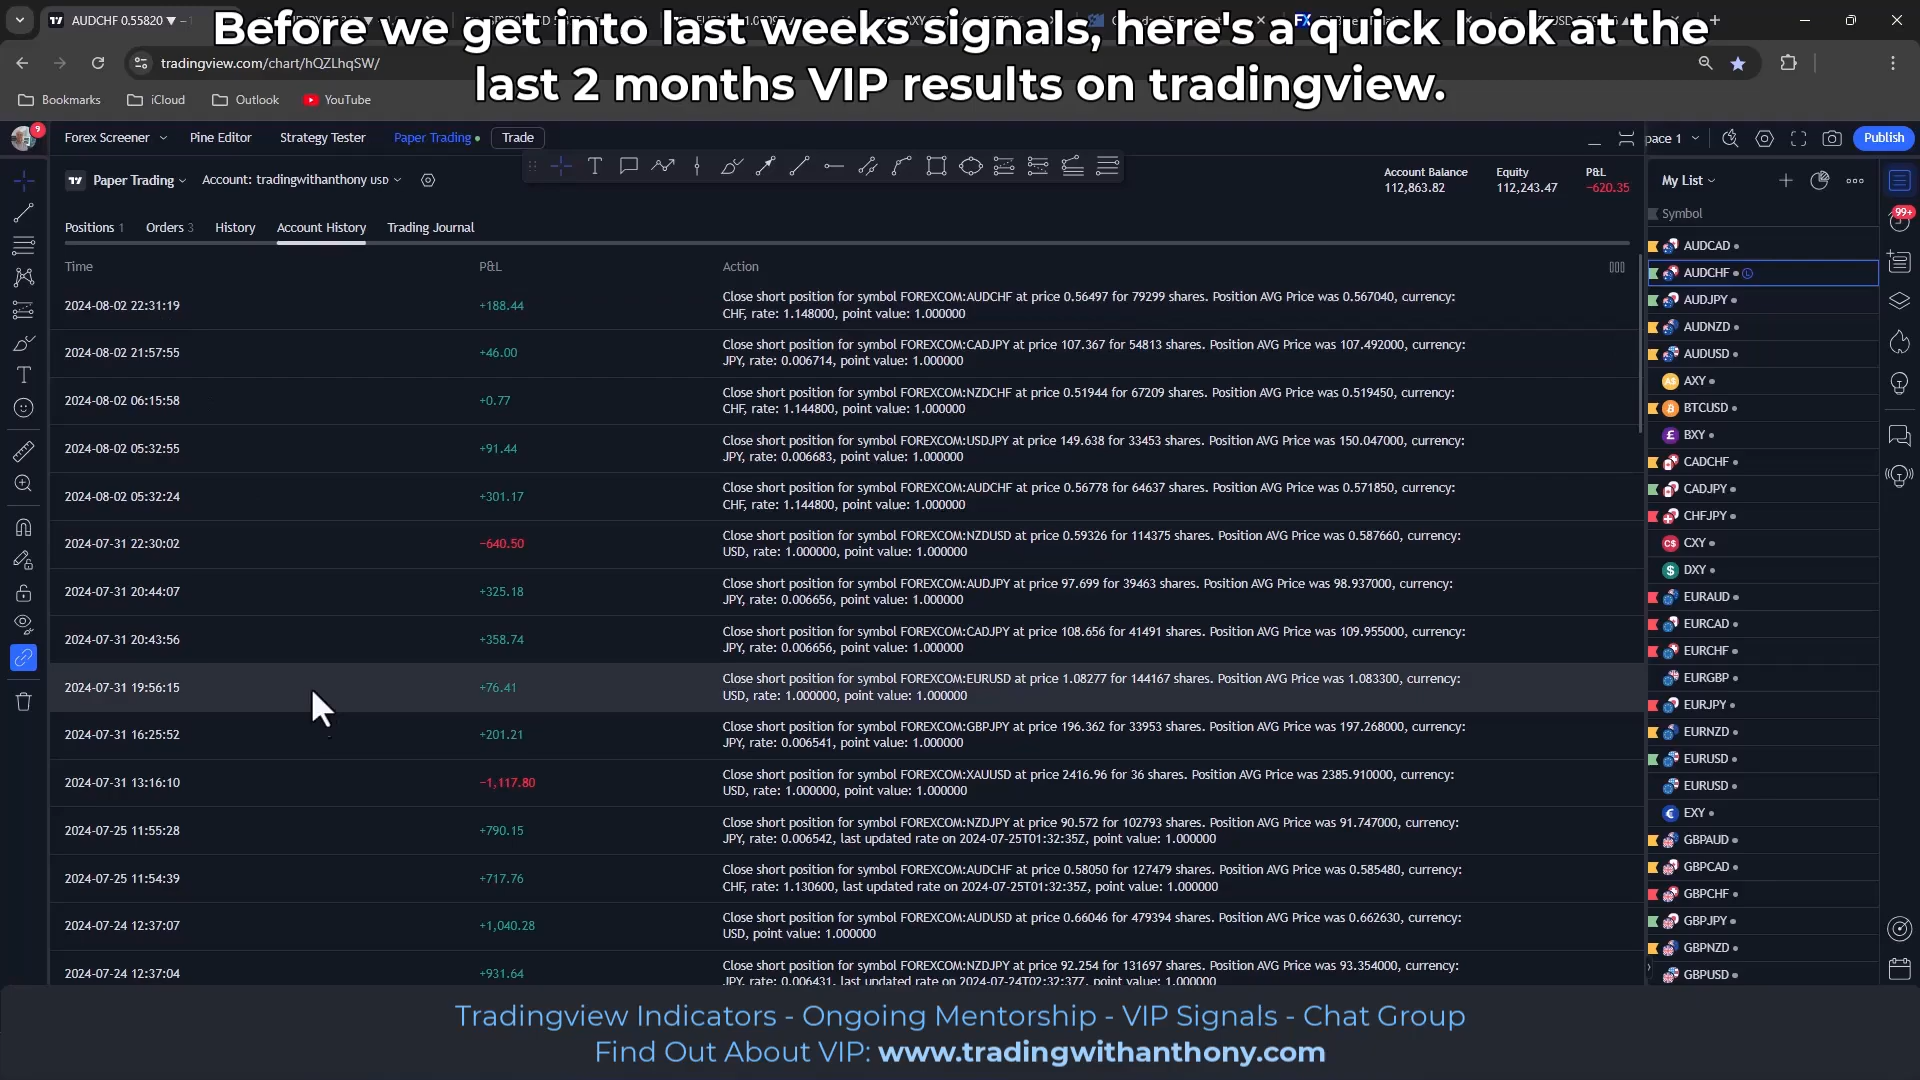 Before we get into last weeks signals, here's a quick look at the
last 2 months VIP results on tradingview.
AUDCHF 0.55820 ▼
tradingview.com/chart/hQZLhqSW/
Bookmarks iCloud Outlook YouTube
9
Forex Screener Pine Editor Strategy Tester Paper Trading Trade
pace 1 Publish
Paper Trading Account: tradingwithanthony USD
Account Balance Equity P&L
112,863.82 112,243.47 −620.35
My List
Positions 1 Orders 3 History Account History Trading Journal
Symbol
99+
Time P&L Action
2024-08-02 22:31:19 +188.44 Close short position for symbol FOREXCOM:AUDCHF at price 0.56497 for 79299 shares. Position AVG Price was 0.567040, currency:
CHF, rate: 1.148000, point value: 1.000000
2024-08-02 21:57:55 +46.00 Close short position for symbol FOREXCOM:CADJPY at price 107.367 for 54813 shares. Position AVG Price was 107.492000, currency:
JPY, rate: 0.006714, point value: 1.000000
2024-08-02 06:15:58 +0.77 Close short position for symbol FOREXCOM:NZDCHF at price 0.51944 for 67209 shares. Position AVG Price was 0.519450, currency:
CHF, rate: 1.144800, point value: 1.000000
2024-08-02 05:32:55 +91.44 Close short position for symbol FOREXCOM:USDJPY at price 149.638 for 33453 shares. Position AVG Price was 150.047000, currency:
JPY, rate: 0.006683, point value: 1.000000
2024-08-02 05:32:24 +301.17 Close short position for symbol FOREXCOM:AUDCHF at price 0.56778 for 64637 shares. Position AVG Price was 0.571850, currency:
CHF, rate: 1.144800, point value: 1.000000
2024-07-31 22:30:02 −640.50 Close short position for symbol FOREXCOM:NZDUSD at price 0.59326 for 114375 shares. Position AVG Price was 0.587660, currency:
USD, rate: 1.000000, point value: 1.000000
2024-07-31 20:44:07 +325.18 Close short position for symbol FOREXCOM:AUDJPY at price 97.699 for 39463 shares. Position AVG Price was 98.937000, currency:
JPY, rate: 0.006656, point value: 1.000000
2024-07-31 20:43:56 +358.74 Close short position for symbol FOREXCOM:CADJPY at price 108.656 for 41491 shares. Position AVG Price was 109.955000, currency:
JPY, rate: 0.006656, point value: 1.000000
2024-07-31 19:56:15 +76.41 Close short position for symbol FOREXCOM:EURUSD at price 1.08277 for 144167 shares. Position AVG Price was 1.083300, currency:
USD, rate: 1.000000, point value: 1.000000
2024-07-31 16:25:52 +201.21 Close short position for symbol FOREXCOM:GBPJPY at price 196.362 for 33953 shares. Position AVG Price was 197.268000, currency:
JPY, rate: 0.006541, point value: 1.000000
2024-07-31 13:16:10 −1,117.80 Close short position for symbol FOREXCOM:XAUUSD at price 2416.96 for 36 shares. Position AVG Price was 2385.910000, currency:
USD, rate: 1.000000, point value: 1.000000
2024-07-25 11:55:28 +790.15 Close short position for symbol FOREXCOM:NZDJPY at price 90.572 for 102793 shares. Position AVG Price was 91.747000, currency:
JPY, rate: 0.006542, last updated rate on 2024-07-25T01:32:35Z, point value: 1.000000
2024-07-25 11:54:39 +717.76 Close short position for symbol FOREXCOM:AUDCHF at price 0.58050 for 127479 shares. Position AVG Price was 0.585480, currency:
CHF, rate: 1.130600, last updated rate on 2024-07-25T01:32:35Z, point value: 1.000000
2024-07-24 12:37:07 +1,040.28 Close short position for symbol FOREXCOM:AUDUSD at price 0.66046 for 479394 shares. Position AVG Price was 0.662630, currency:
USD, point value: 1.000000
2024-07-24 12:37:04 +931.64 Close short position for symbol FOREXCOM:NZDJPY at price 92.254 for 131697 shares. Position AVG Price was 93.354000, currency:
JPY, rate: 0.006431, last updated rate on 2024-07-24T02:32:37Z, point value: 1.000000
AUDCAD
AUDCHF
AUDJPY
AUDNZD
AUDUSD
AXY
BTCUSD
BXY
CADCHF
CADJPY
CHFJPY
CXY
DXY
EURAUD
EURCAD
EURCHF
EURGBP
EURJPY
EURNZD
EURUSD
EURUSD
EXY
GBPAUD
GBPCAD
GBPCHF
GBPJPY
GBPNZD
GBPUSD
Tradingview Indicators - Ongoing Mentorship - VIP Signals - Chat Group
Find Out About VIP: www.tradingwithanthony.com